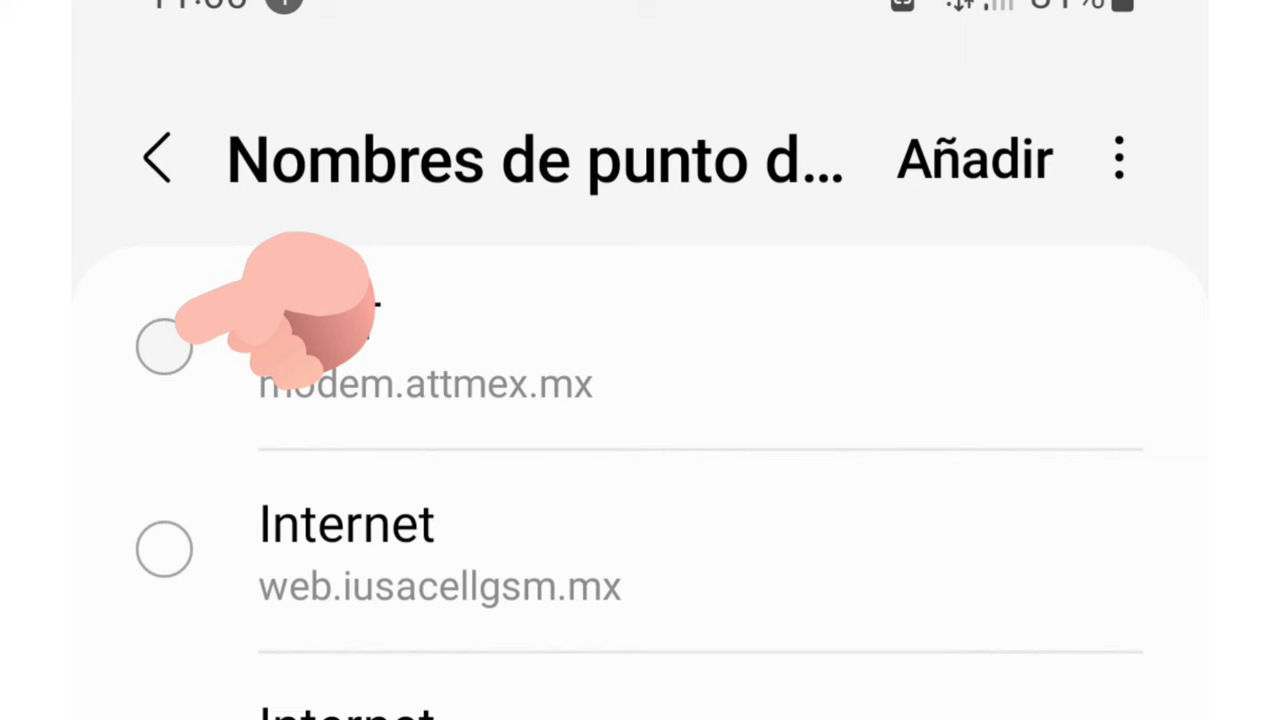 Nombres de punto d... Añadir
modem.attmex.mx
Internet
web.iusacellgsm.mx
Internet